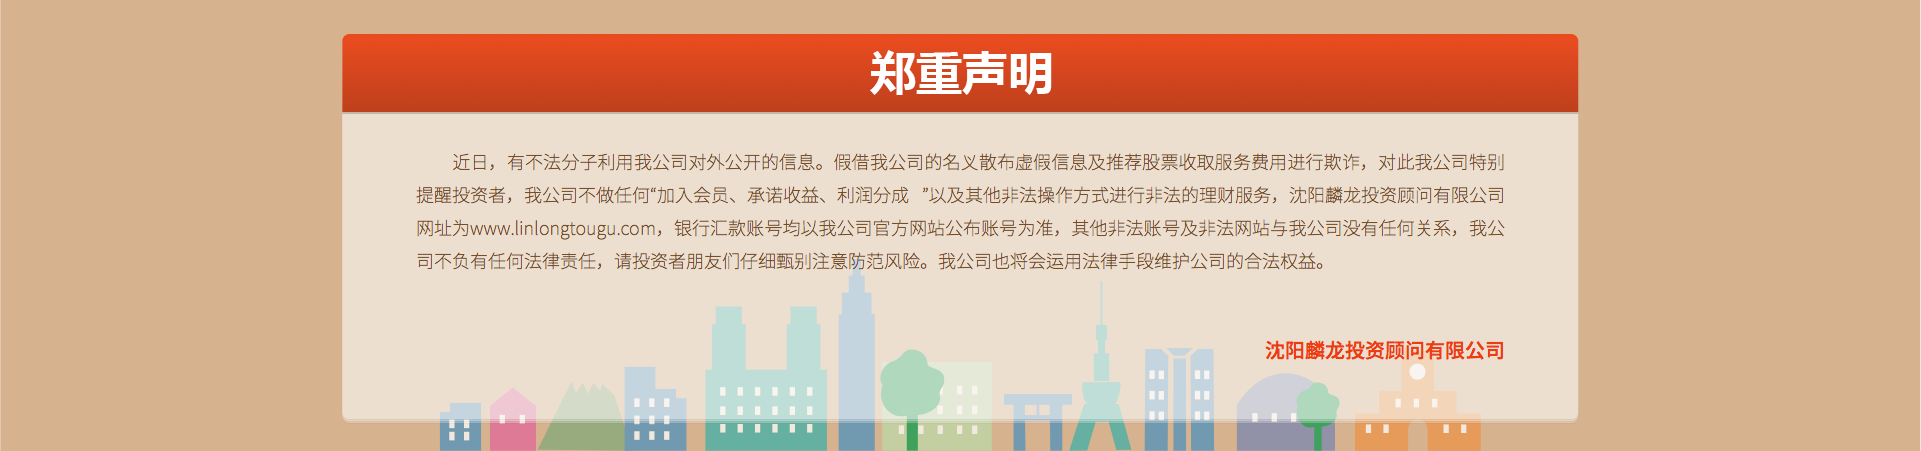 郑重声明
近日，有不法分子利用我公司对外公开的信息。假借我公司的名义散布虚假信息及推荐股票收取服务费用进行欺诈，对此我公司特别
提醒投资者，我公司不做任何“加入会员、承诺收益、利润分成 ”以及其他非法操作方式进行非法的理财服务，沈阳麟龙投资顾问有限公司
网址为www.linlongtougu.com，银行汇款账号均以我公司官方网站公布账号为准，其他非法账号及非法网站与我公司没有任何关系，我公
司不负有任何法律责任，请投资者朋友们仔细甄别注意防范风险。我公司也将会运用法律手段维护公司的合法权益。
沈阳麟龙投资顾问有限公司